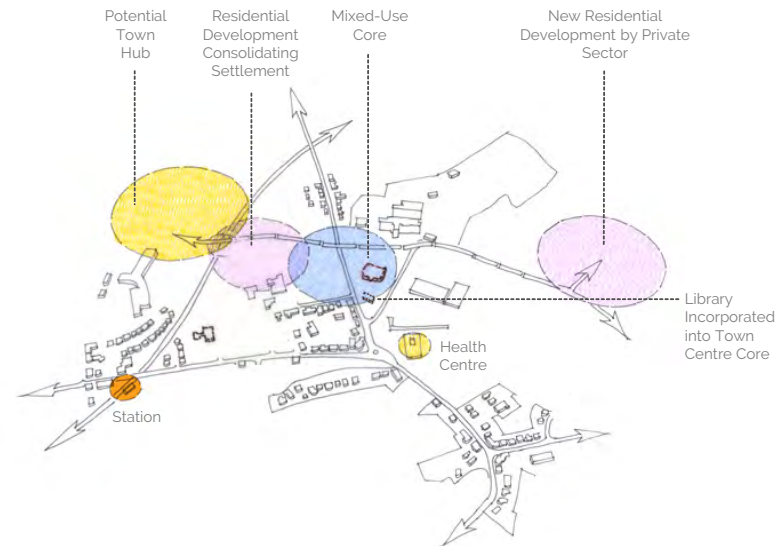 Potential
Town
Hub
Residential
Development
Consolidating
Settlement
Mixed-Use
Core
New Residential
Development by Private
Sector
Library
Incorporated
into Town
Centre Core
Health
Centre
Station